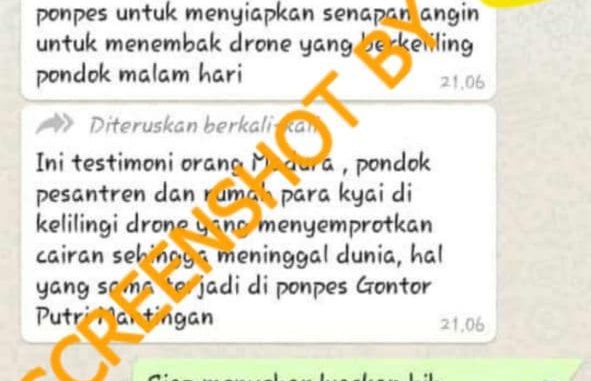 ponpes untuk menyiapkan senapan angin
untuk menembak drone yang berkeliling
pondok malam hari
21.06
Diteruskan berkali-kali
Ini testimoni orang Madura , pondok
pesantren dan rumah para kyai di
kelilingi drone yang menyemprotkan
cairan sehingga meninggal dunia, hal
yang sama terjadi di ponpes Gontor
Putri Mantingan
21.06
SCREENSHOT BY